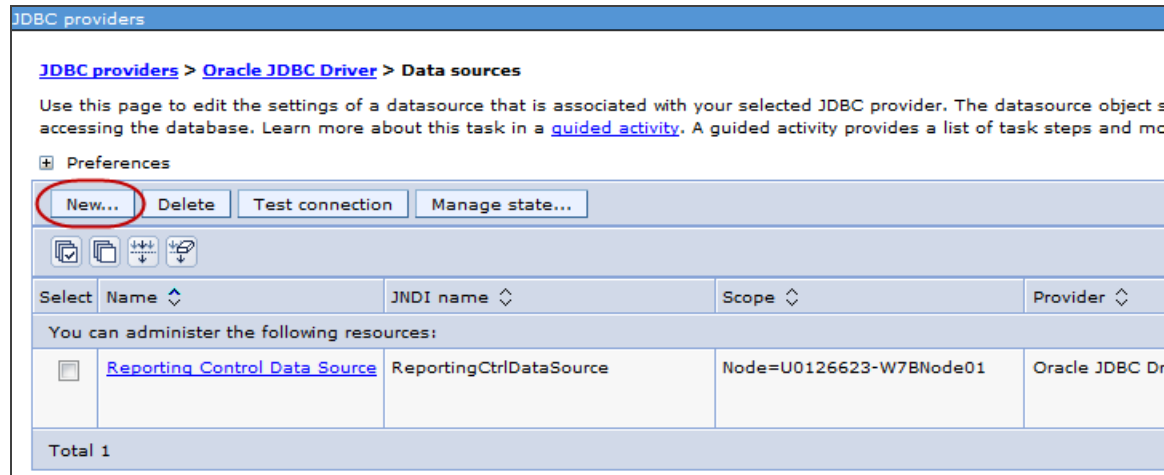 JDBC providers
JDBC providers > Oracle JDBC Driver > Data sources
Use this page to edit the settings of a datasource that is associated with your selected JDBC provider. The datasource object
accessing the database. Learn more about this task in a guided activity. A guided activity provides a list of task steps and
Preferences
New... Delete Test connection Manage state...
Select Name JNDI name Scope Provider
You can administer the following resources:
Reporting Control Data Source ReportingCtrlDataSource Node=U0126623-W7BNode01 Oracle JDBC
Total 1